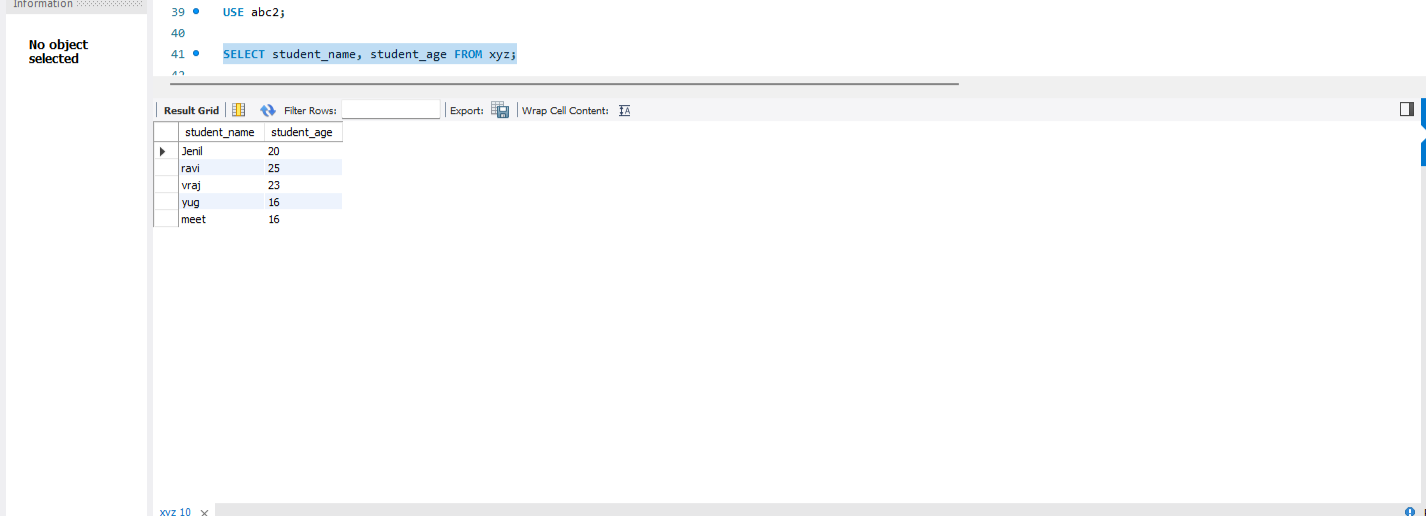 Information
No object
selected
39 USE abc2;
40
41 SELECT student_name, student_age FROM xyz;
42
Result Grid Filter Rows: Export: Wrap Cell Content:
student_name student_age
Jenil 20
ravi 25
vraj 23
yug 16
meet 16
xyz 10